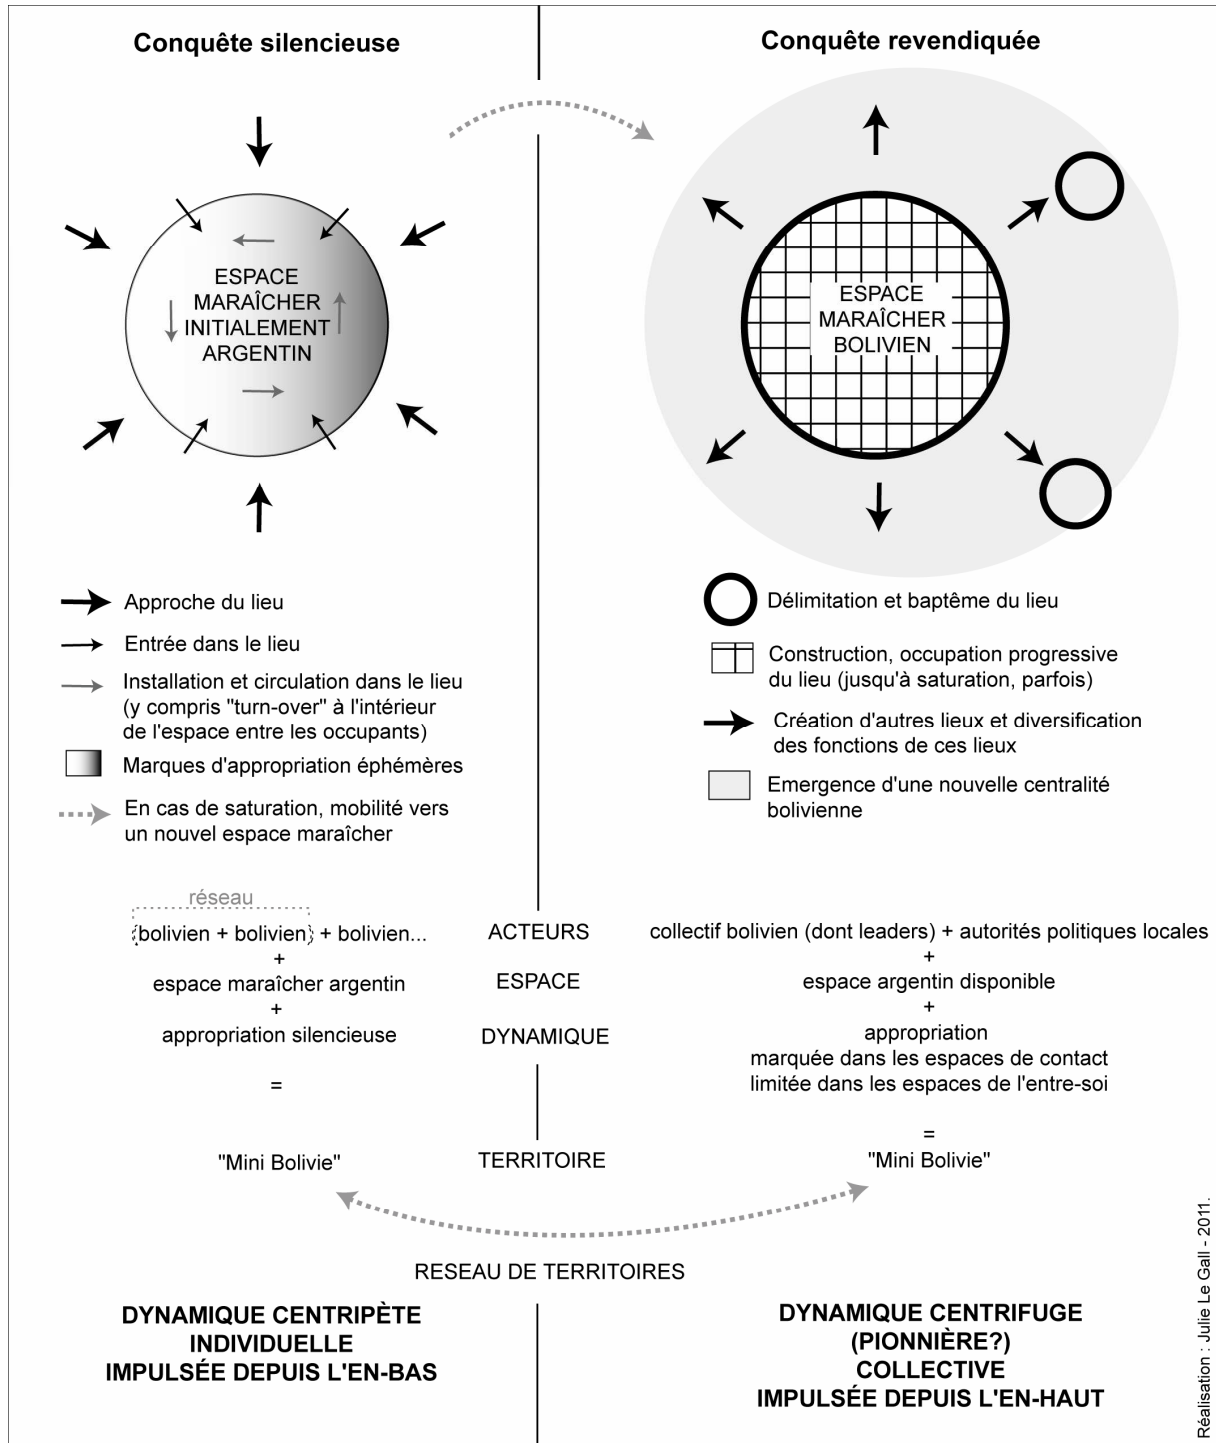 Conquête silencieuse
Conquête revendiquée
ESPACE
MARAÎCHER
INITIALEMENT
ARGENTIN
ESPACE
MARAÎCHER
BOLIVIEN
Approche du lieu
Entrée dans le lieu
Installation et circulation dans le lieu
(y compris "turn-over" à l'intérieur
de l'espace entre les occupants)
Marques d'appropriation éphémères
En cas de saturation, mobilité vers
un nouvel espace maraîcher
Délimitation et baptême du lieu
Construction, occupation progressive
du lieu (jusqu'à saturation, parfois)
Création d'autres lieux et diversification
des fonctions de ces lieux
Emergence d'une nouvelle centralité
bolivienne
réseau
(bolivien + bolivien) + bolivien...
+
espace maraîcher argentin
+
appropriation silencieuse
=
"Mini Bolivie"
ACTEURS
ESPACE
DYNAMIQUE
TERRITOIRE
collectif bolivien (dont leaders) + autorités politiques locales
+
espace argentin disponible
+
appropriation
marquée dans les espaces de contact
limitée dans les espaces de l'entre-soi
=
"Mini Bolivie"
RESEAU DE TERRITOIRES
DYNAMIQUE CENTRIPÈTE
INDIVIDUELLE
IMPULSÉE DEPUIS L'EN-BAS
DYNAMIQUE CENTRIFUGE
(PIONNIÈRE?)
COLLECTIVE
IMPULSÉE DEPUIS L'EN-HAUT
Réalisation : Julie Le Gall - 2011.